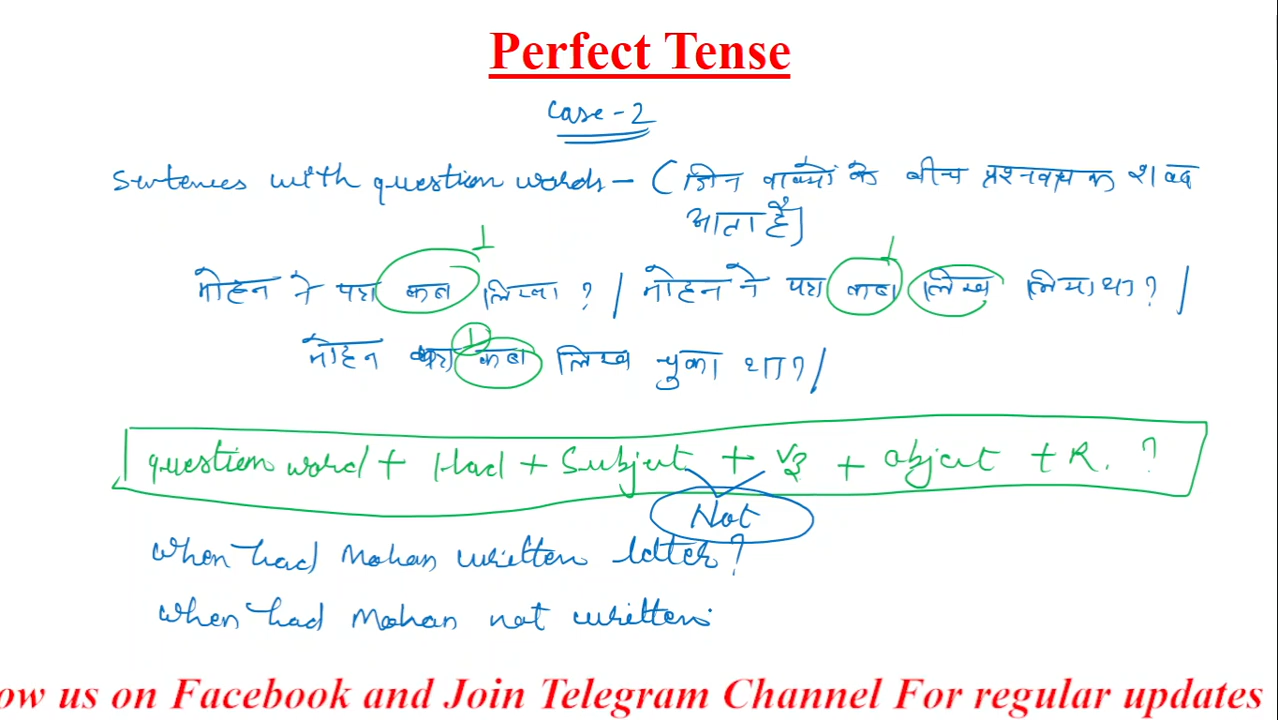 Perfect Tense
Case-2
Sentences with question words- (जिन वाक्यों के बीच प्रश्नवाचक शब्द
आता है)
मोहन ने पत्र कब लिखा ? / मोहन ने पत्र कब लिख लिया था ? /
मोहन पत्र कब लिख चुका था ? /
question word + Had + Subject + V3 + object + R. ?
Not
When had Mohan written letter ?
When had Mohan not written
ow us on Facebook and Join Telegram Channel For regular updates